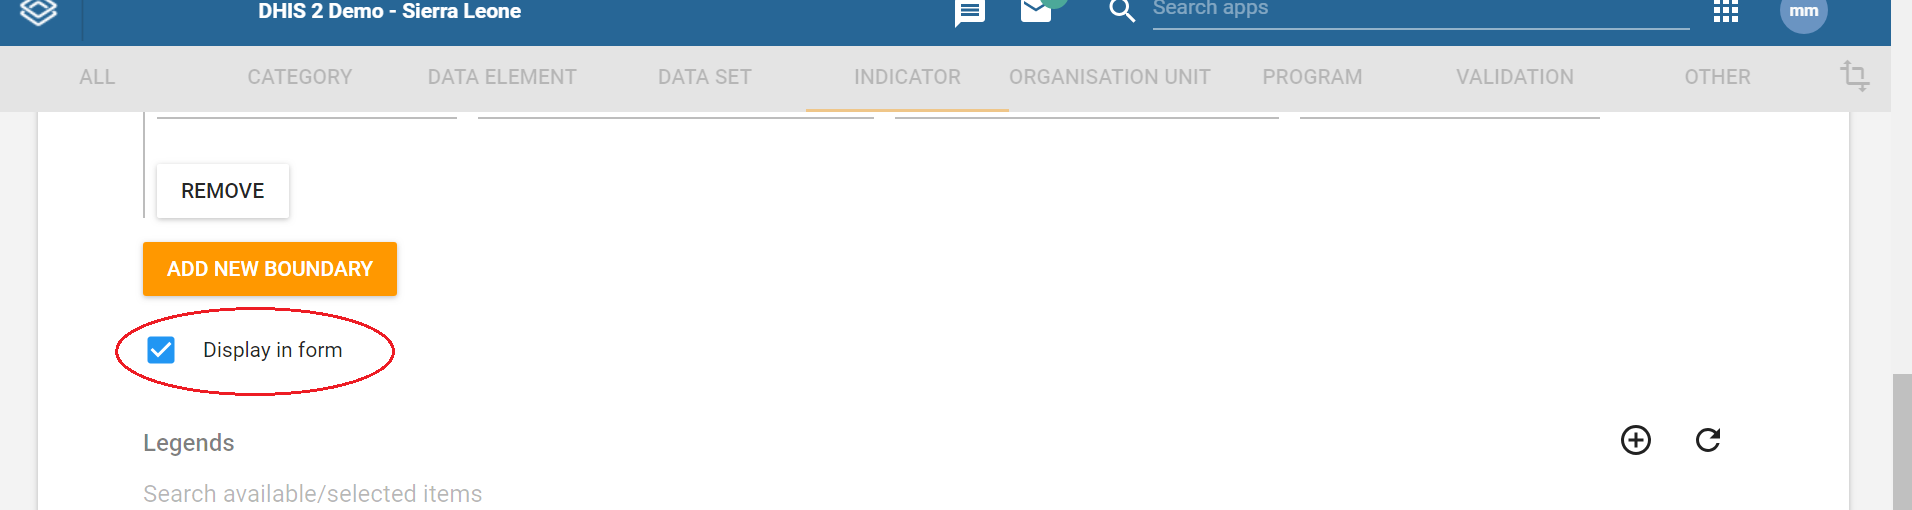 DHIS 2 Demo - Sierra Leone
Search apps
mm
ALL CATEGORY DATA ELEMENT DATA SET INDICATOR ORGANISATION UNIT PROGRAM VALIDATION OTHER
REMOVE
ADD NEW BOUNDARY
Display in form
Legends
Search available/selected items